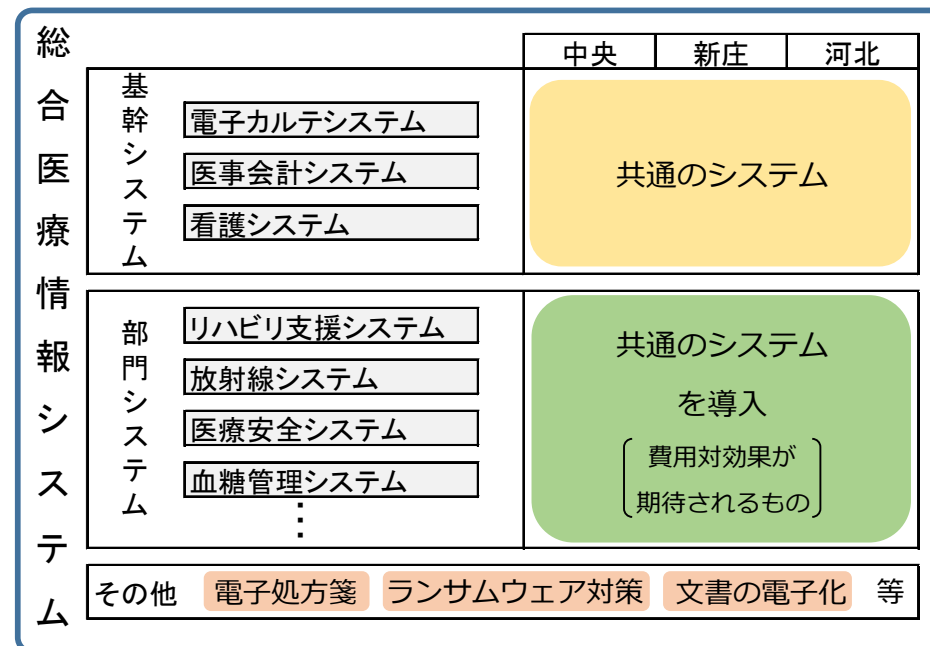 総合医療情報システム
中央 新庄 河北
基幹システム
電子カルテシステム
医事会計システム
看護システム
共通のシステム
部門システム
リハビリ支援システム
放射線システム
医療安全システム
血糖管理システム
⋮
共通のシステム
を導入
費用対効果が
期待されるもの
その他 電子処方箋 ランサムウェア対策 文書の電子化 等